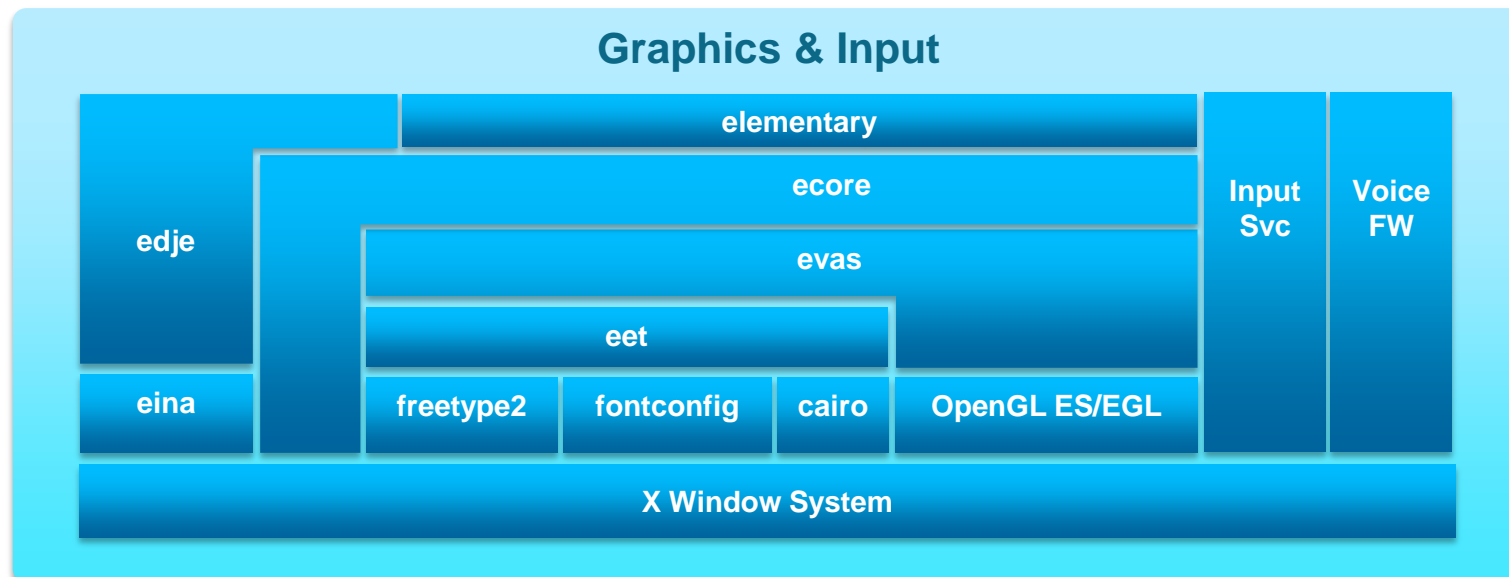 Graphics & Input
elementary
ecore
Input
Svc
Voice
FW
edje
evas
eet
eina
freetype2
fontconfig
cairo
OpenGL ES/EGL
X Window System